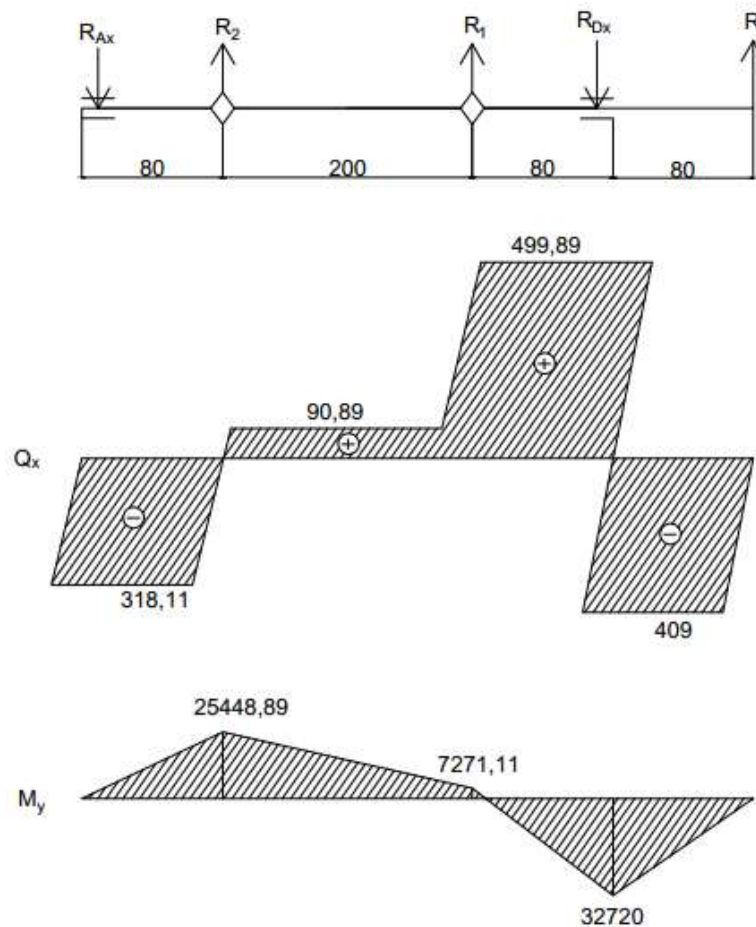 R_Ax R_2 R_1 R_Dx R
80 200 80 80
499,89
+
90,89
+
Q_x
−
−
318,11
409
25448,89
7271,11
M_y
32720